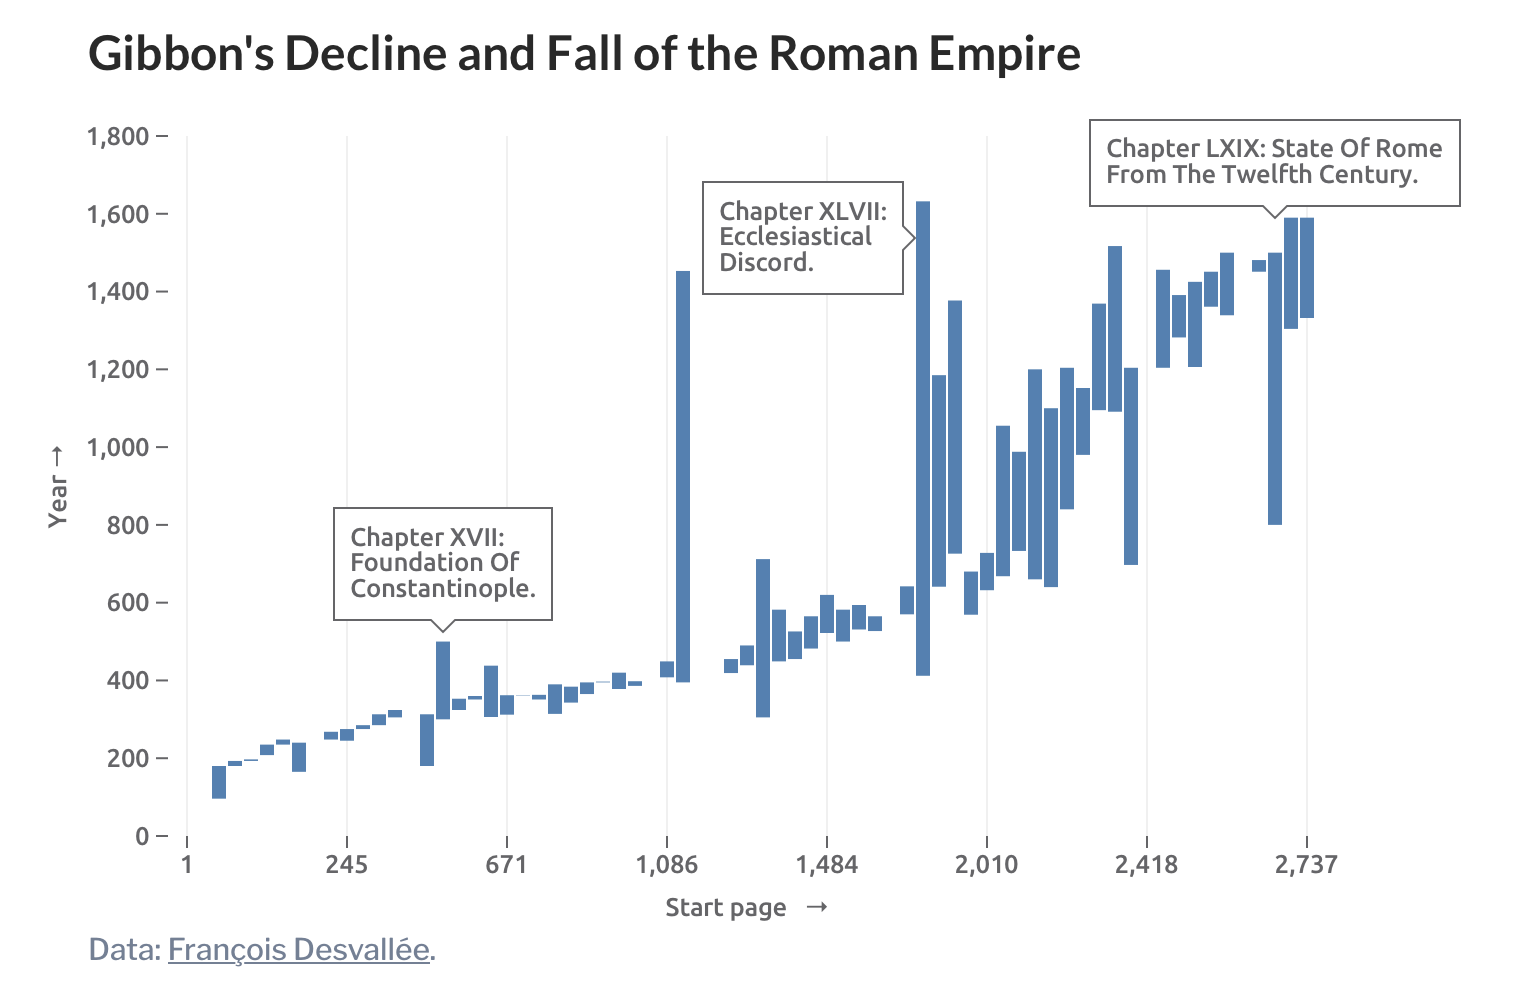 Gibbon's Decline and Fall of the Roman Empire
1,800
1,600
1,400
1,200
1,000
800
600
400
200
0
Year →
Chapter XVII:
Foundation Of
Constantinople.
Chapter XLVII:
Ecclesiastical
Discord.
Chapter LXIX: State Of Rome
From The Twelfth Century.
1
245
671
1,086
1,484
2,010
2,418
2,737
Start page →
Data: François Desvallée.